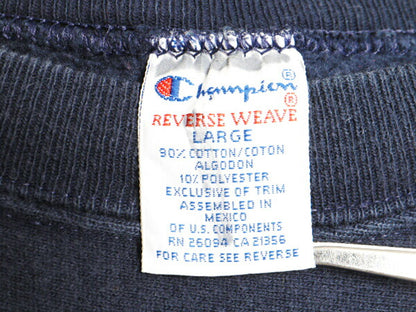 Champion®
®
REVERSE WEAVE
LARGE
90% COTTON/COTON
ALGODON
10% POLYESTER
EXCLUSIVE OF TRIM
ASSEMBLED IN
MEXICO
OF U.S. COMPONENTS
RN 26094 CA 21356
FOR CARE SEE REVERSE